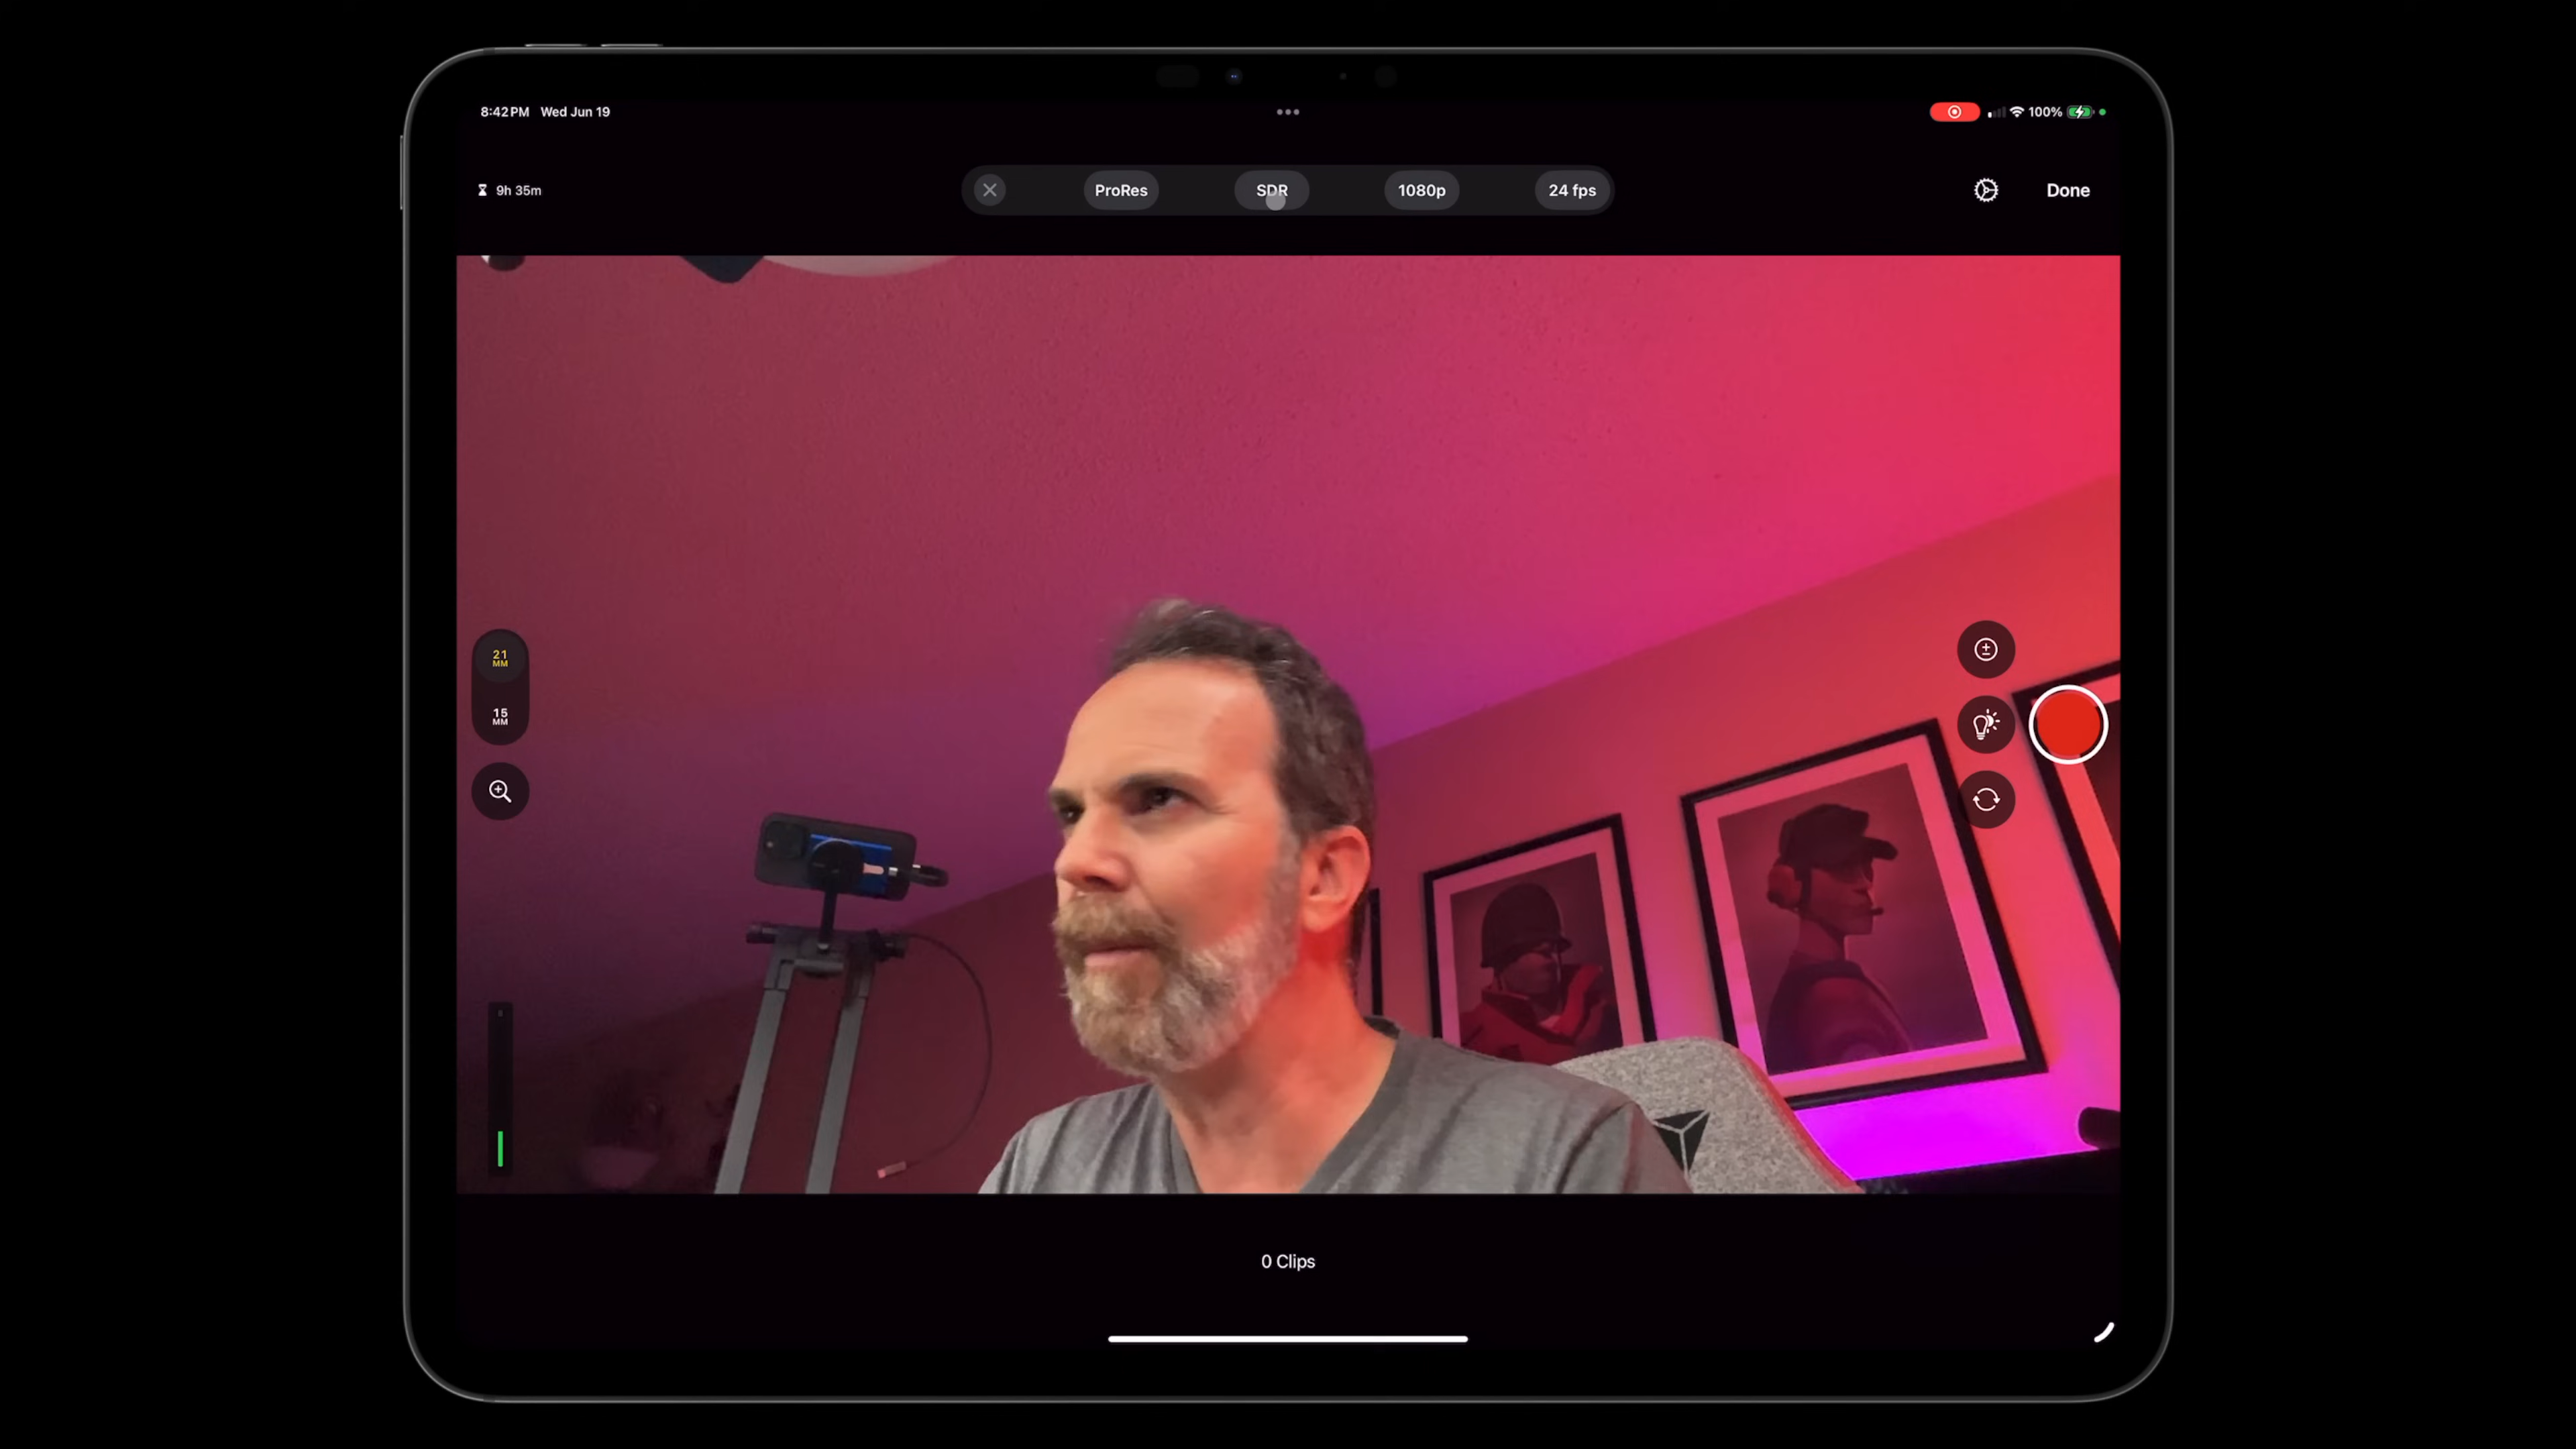 8:42 PM Wed Jun 19
100%
9h 35m
ProRes
SDR
1080p
24 fps
Done
21
MM
15
MM
0 Clips